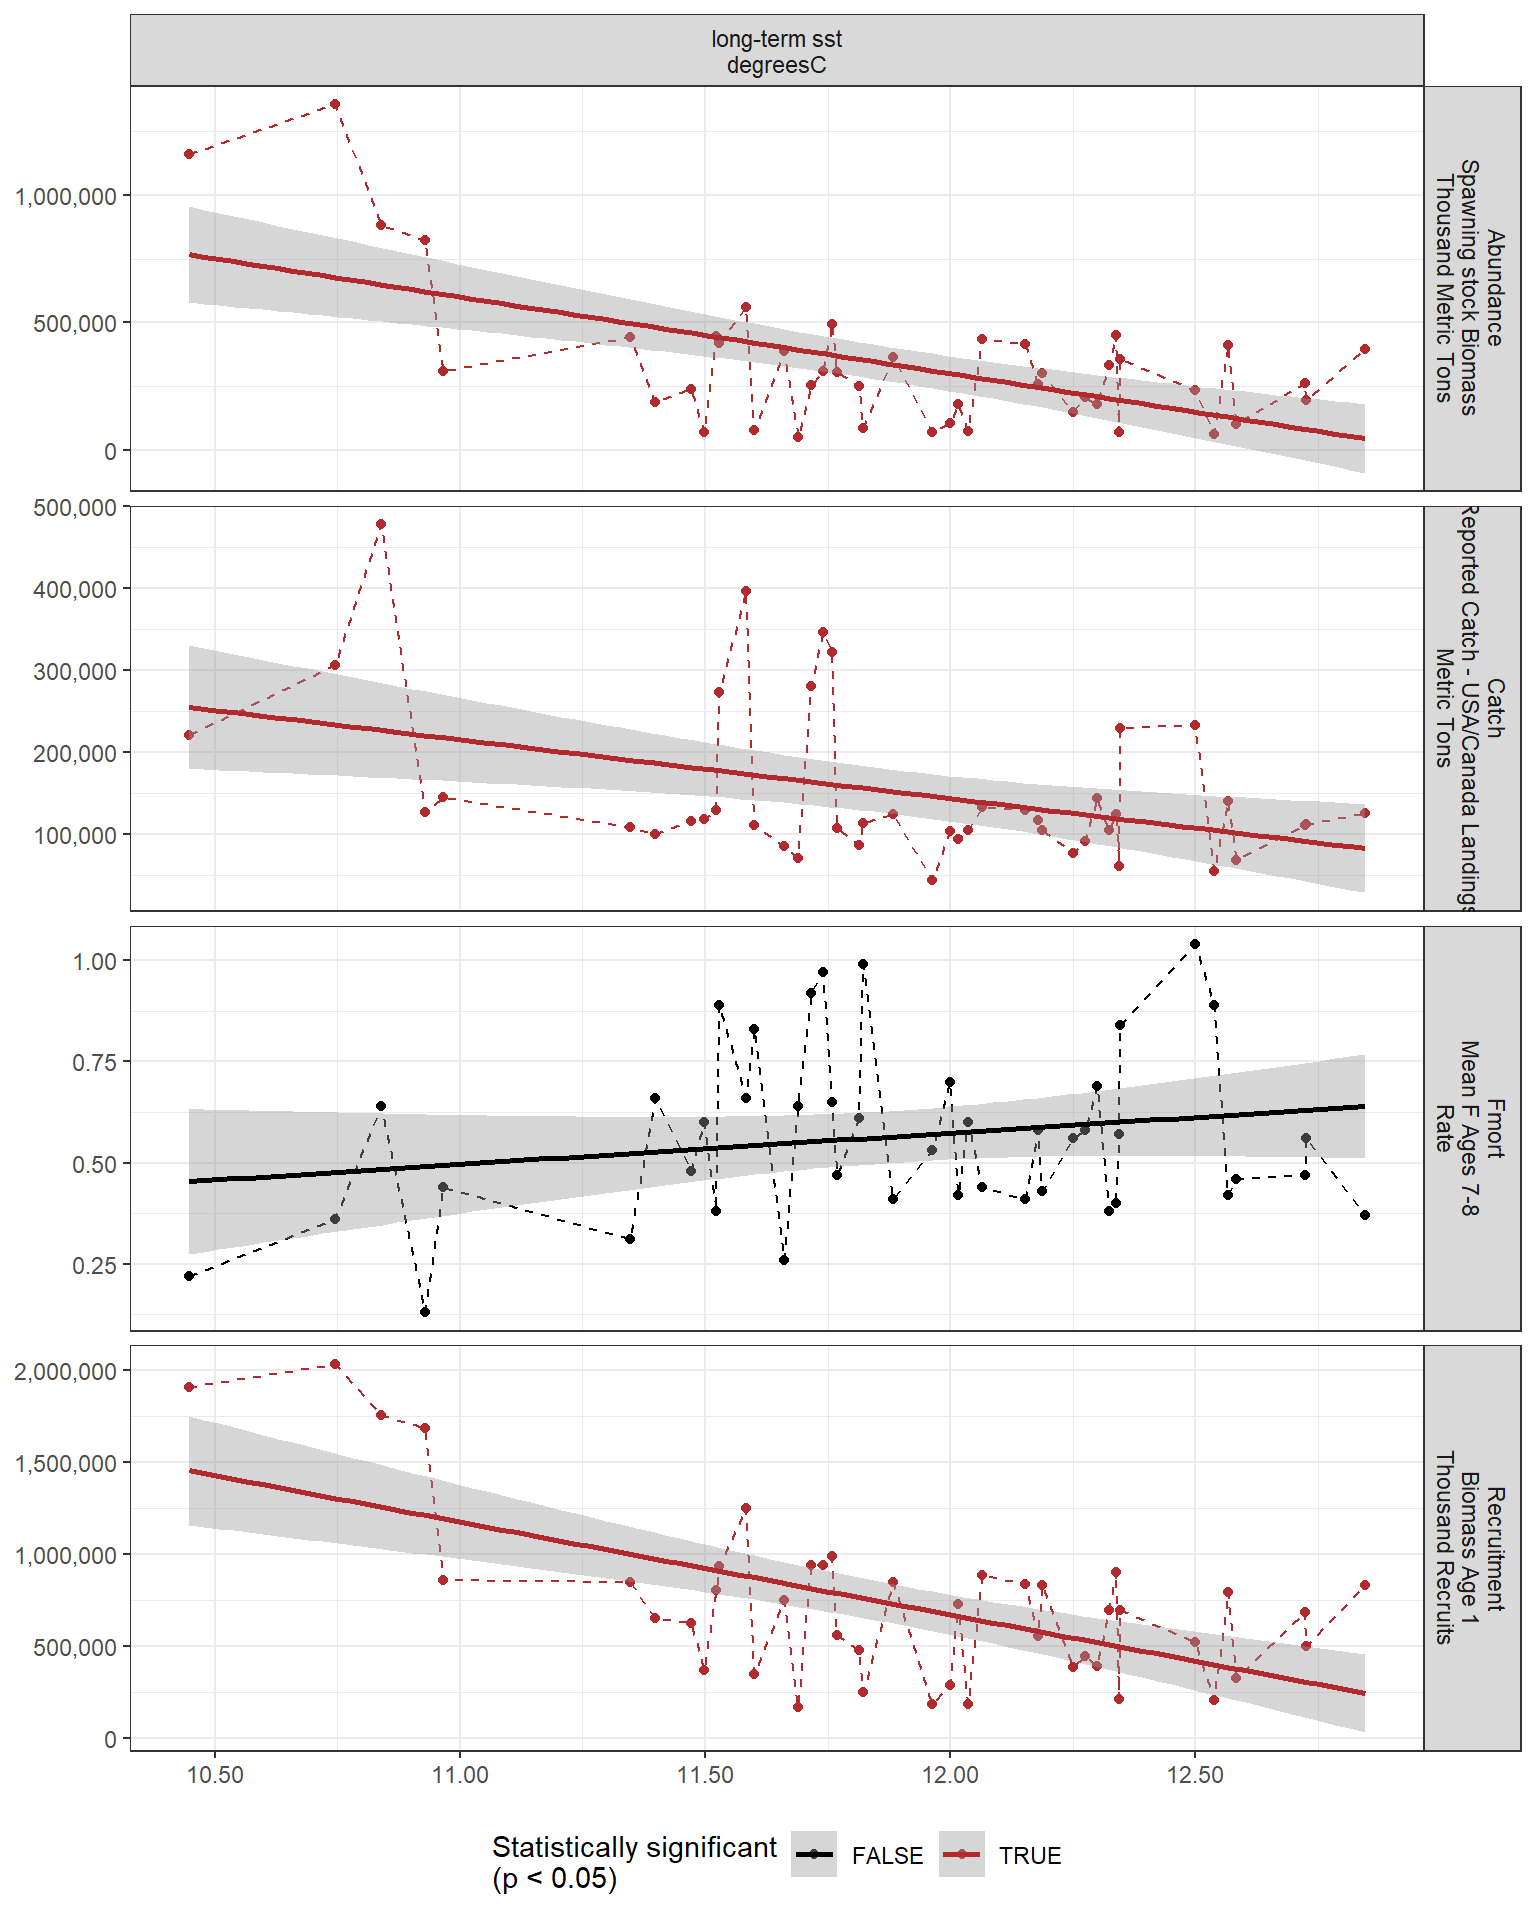 long-term sst
degreesC
1,000,000
500,000
0
Abundance
Spawning stock Biomass
Thousand Metric Tons
500,000
400,000
300,000
200,000
100,000
Catch
Reported Catch - USA/Canada Landings
Metric Tons
1.00
0.75
0.50
0.25
Fmort
Mean F Ages 7-8
Rate
2,000,000
1,500,000
1,000,000
500,000
0
Recruitment
Biomass Age 1
Thousand Recruits
10.50 11.00 11.50 12.00 12.50
Statistically significant
(p < 0.05)
FALSE TRUE